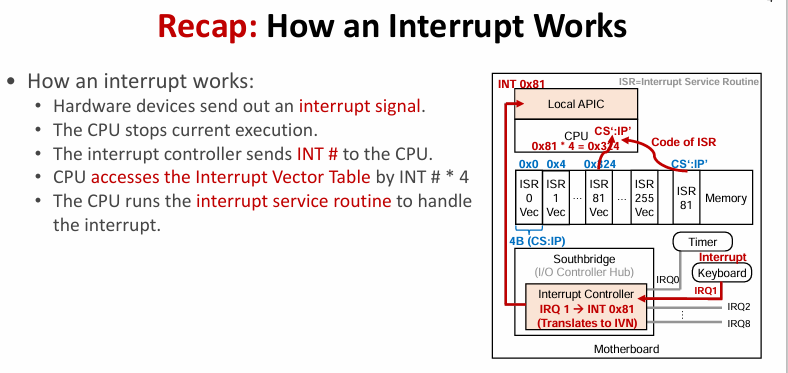 Recap: How an Interrupt Works
• How an interrupt works:
• Hardware devices send out an interrupt signal.
• The CPU stops current execution.
• The interrupt controller sends INT # to the CPU.
• CPU accesses the Interrupt Vector Table by INT # * 4
• The CPU runs the interrupt service routine to handle
the interrupt.
INT 0x81
ISR=Interrupt Service Routine
Local APIC
CPU
CS':IP'
0x81 * 4 = 0x324
Code of ISR
0x0
0x4
0x324
CS':IP'
ISR
0
Vec
ISR
1
Vec
...
ISR
81
Vec
...
ISR
255
Vec
ISR
81
Memory
4B (CS:IP)
Southbridge
(I/O Controller Hub)
Timer
Interrupt
Keyboard
IRQ0
IRQ1
Interrupt Controller
IRQ 1 → INT 0x81
(Translates to IVN)
IRQ2
...
IRQ8
Motherboard